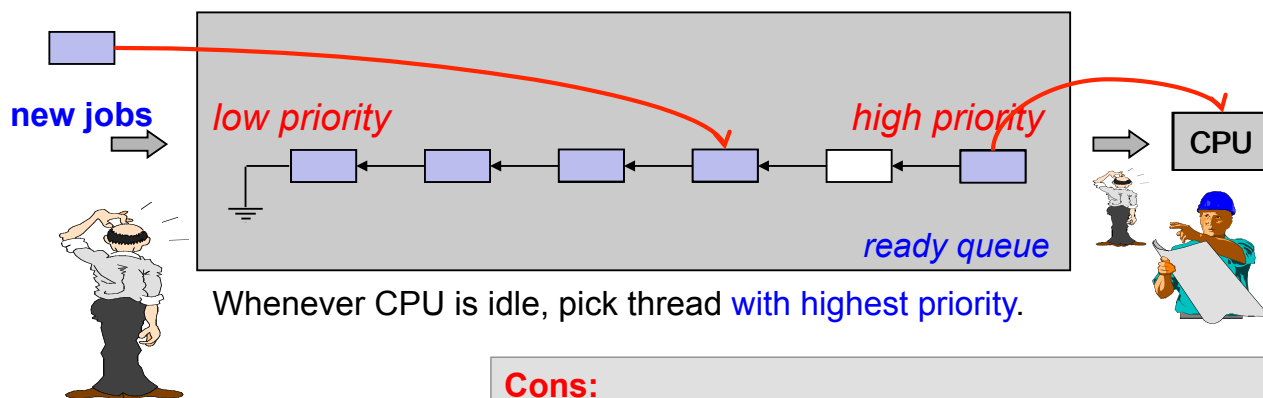 new jobs
low priority
high priority
CPU
ready queue
Whenever CPU is idle, pick thread with highest priority.
Cons: